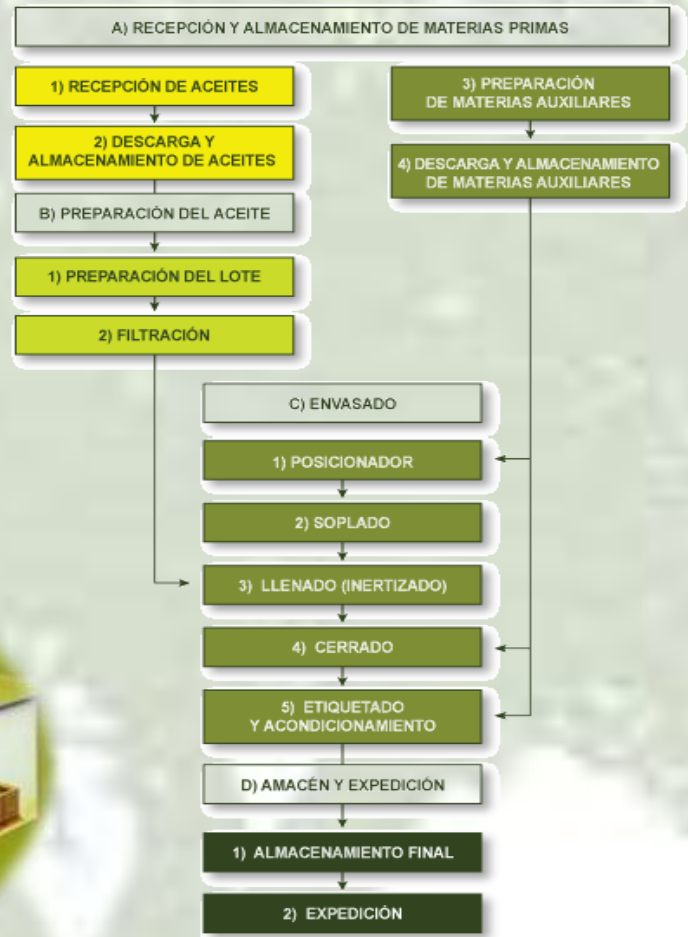 A) RECEPCIÓN Y ALMACENAMIENTO DE MATERIAS PRIMAS
1) RECEPCIÓN DE ACEITES
2) DESCARGA Y
ALMACENAMIENTO DE ACEITES
3) PREPARACIÓN
DE MATERIAS AUXILIARES
4) DESCARGA Y ALMACENAMIENTO
DE MATERIAS AUXILIARES
B) PREPARACIÓN DEL ACEITE
1) PREPARACIÓN DEL LOTE
2) FILTRACIÓN
C) ENVASADO
1) POSICIONADOR
2) SOPLADO
3) LLENADO (INERTIZADO)
4) CERRADO
5) ETIQUETADO
Y ACONDICIONAMIENTO
D) AMACÉN Y EXPEDICIÓN
1) ALMACENAMIENTO FINAL
2) EXPEDICIÓN